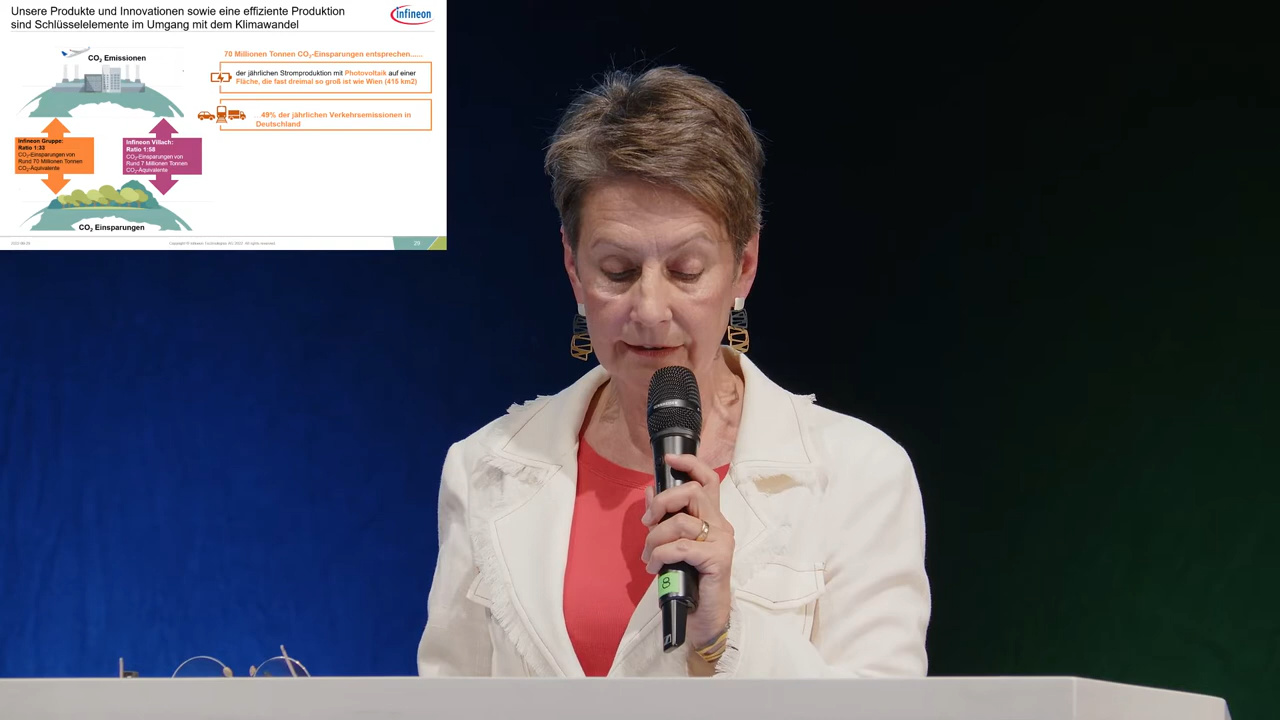 Unsere Produkte und Innovationen sowie eine effiziente Produktion
sind Schlüsselelemente im Umgang mit dem Klimawandel
infineon
CO2 Emissionen
70 Millionen Tonnen CO2-Einsparungen entsprechen......
der jährlichen Stromproduktion mit Photovoltaik auf einer
Fläche, die fast dreimal so groß ist wie Wien (415 km2)
...49% der jährlichen Verkehrsemissionen in
Deutschland
Infineon Gruppe:
Ratio 1:33
CO2-Einsparungen von
Rund 70 Millionen Tonnen
CO2-Äquivalente
Infineon Villach:
Ratio 1:58
CO2-Einsparungen von
Rund 7 Millionen Tonnen
CO2-Äquivalente
CO2 Einsparungen
29
8